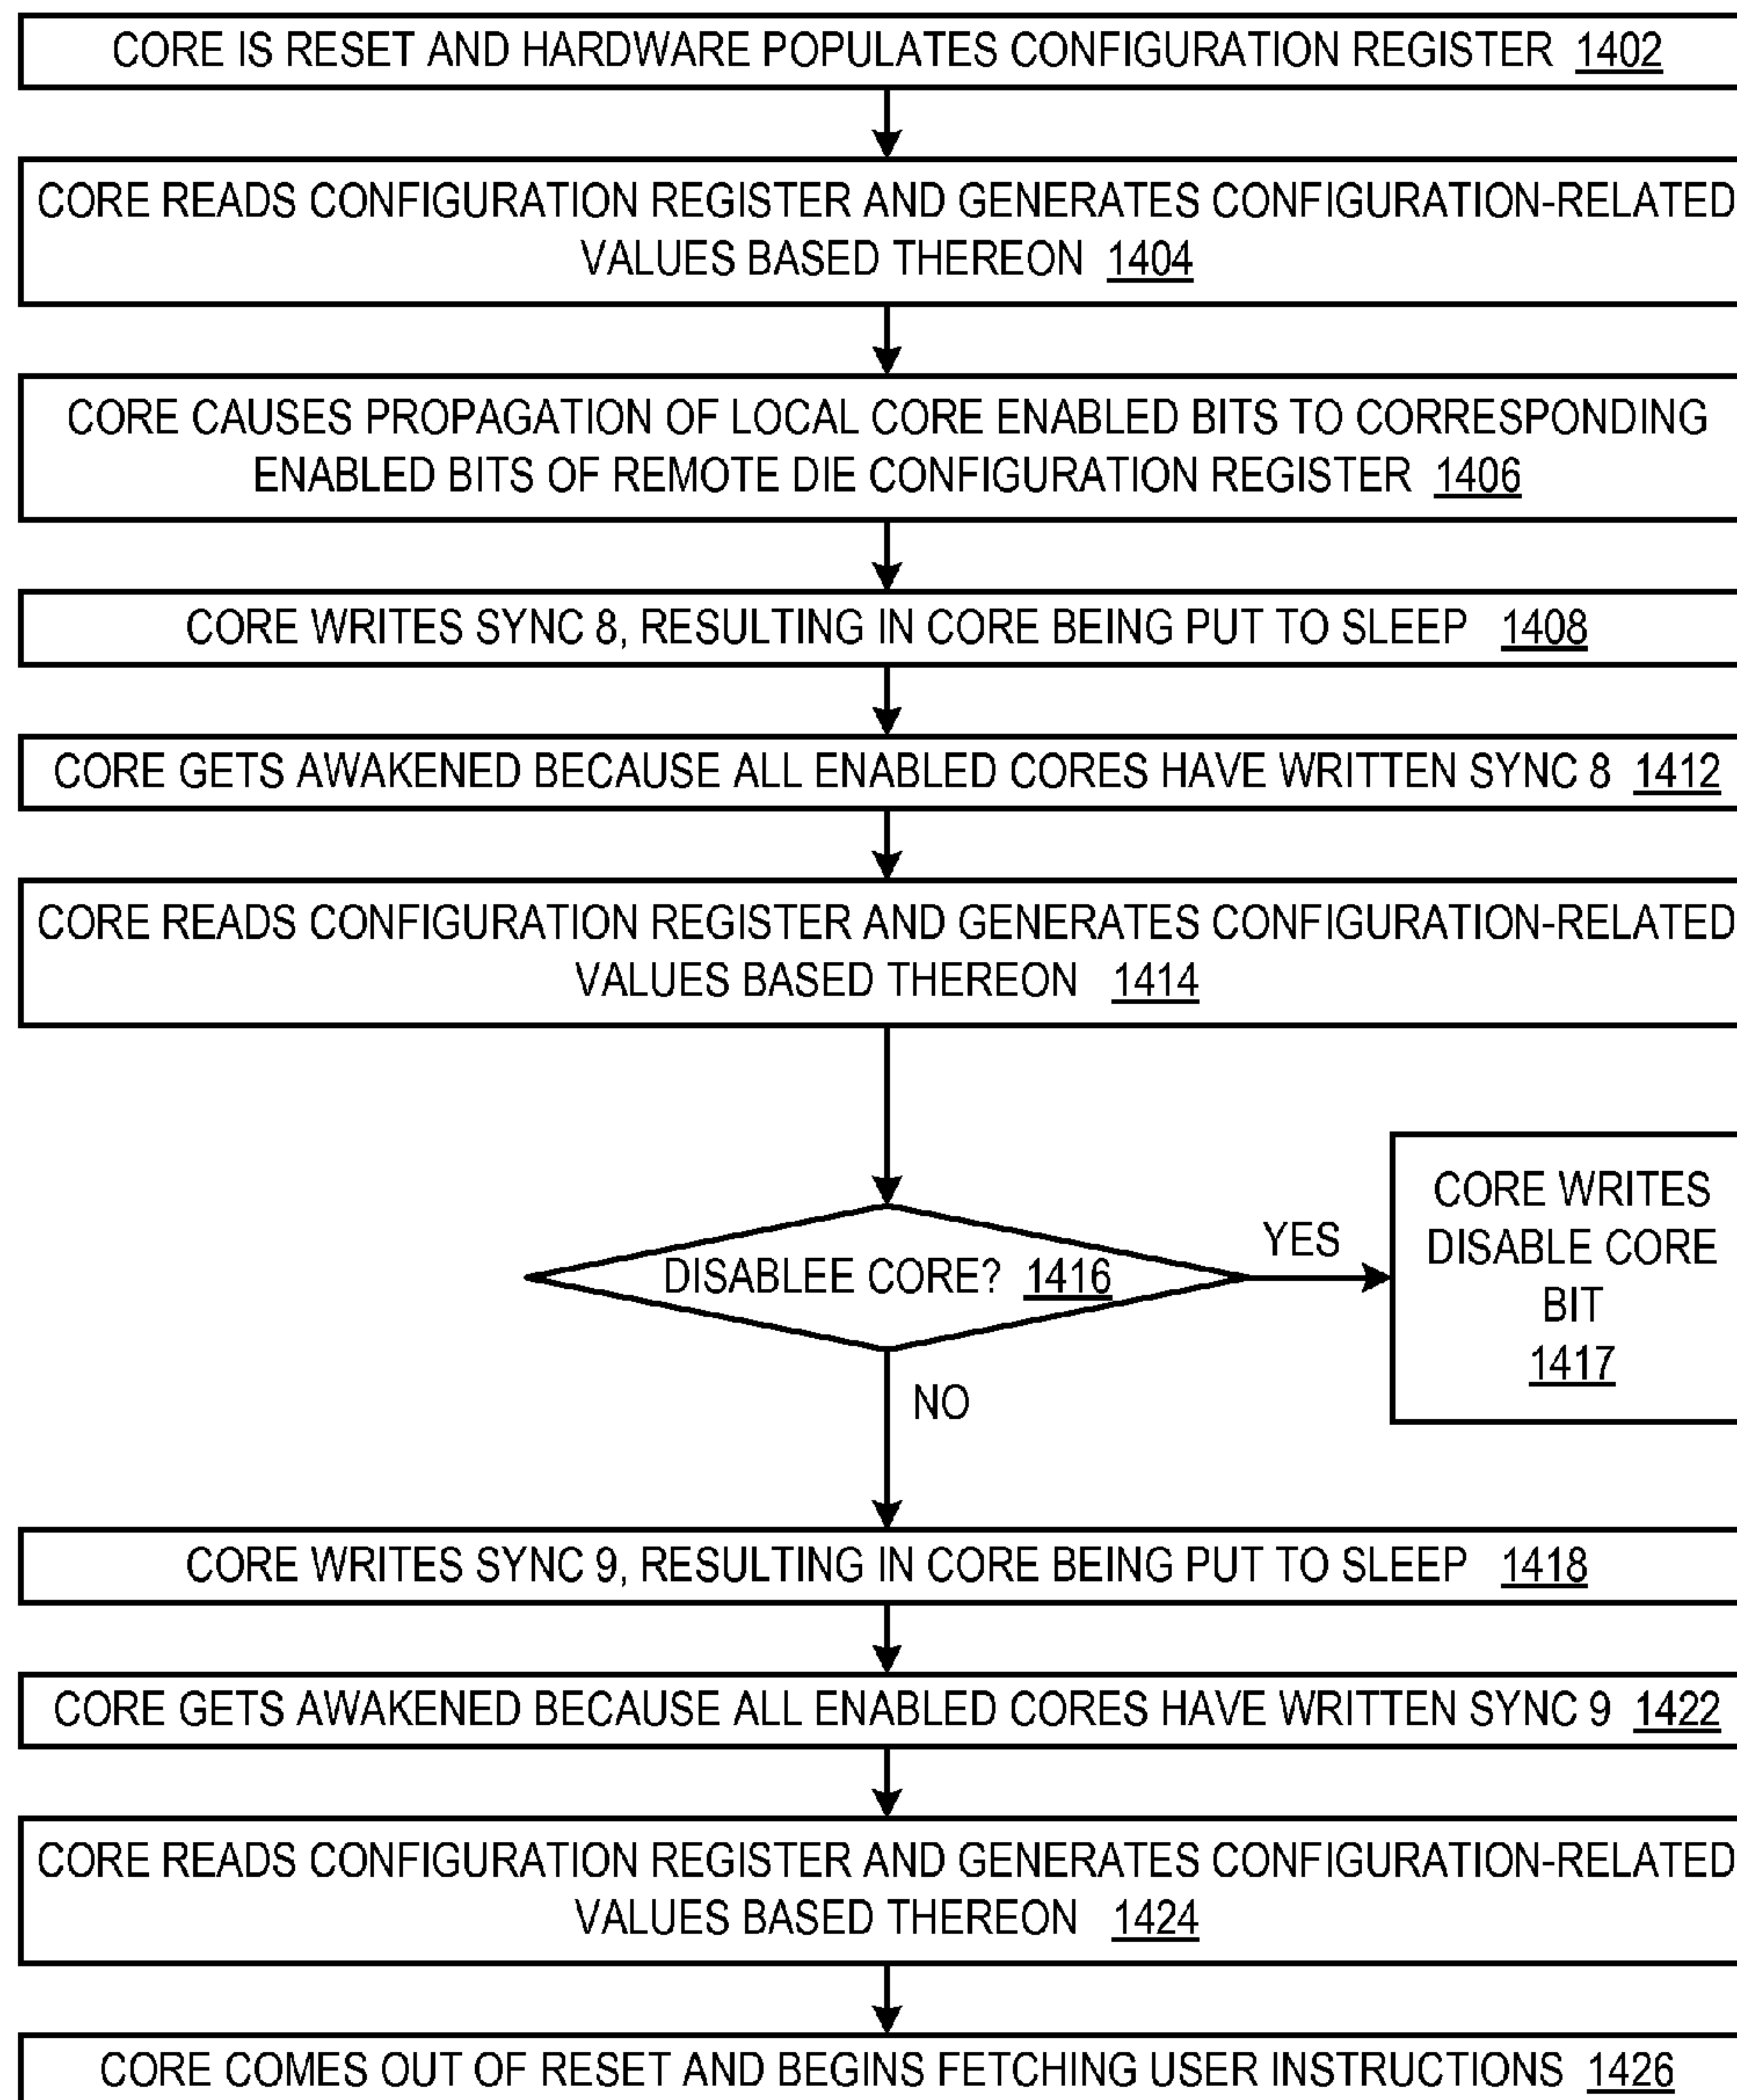 CORE IS RESET AND HARDWARE POPULATES CONFIGURATION REGISTER 1402
CORE READS CONFIGURATION REGISTER AND GENERATES CONFIGURATION-RELATED
VALUES BASED THEREON 1404
CORE CAUSES PROPAGATION OF LOCAL CORE ENABLED BITS TO CORRESPONDING
ENABLED BITS OF REMOTE DIE CONFIGURATION REGISTER 1406
CORE WRITES SYNC 8, RESULTING IN CORE BEING PUT TO SLEEP 1408
CORE GETS AWAKENED BECAUSE ALL ENABLED CORES HAVE WRITTEN SYNC 8 1412
CORE READS CONFIGURATION REGISTER AND GENERATES CONFIGURATION-RELATED
VALUES BASED THEREON 1414
DISABLEE CORE? 1416
YES
CORE WRITES
DISABLE CORE
BIT
1417
NO
CORE WRITES SYNC 9, RESULTING IN CORE BEING PUT TO SLEEP 1418
CORE GETS AWAKENED BECAUSE ALL ENABLED CORES HAVE WRITTEN SYNC 9 1422
CORE READS CONFIGURATION REGISTER AND GENERATES CONFIGURATION-RELATED
VALUES BASED THEREON 1424
CORE COMES OUT OF RESET AND BEGINS FETCHING USER INSTRUCTIONS 1426